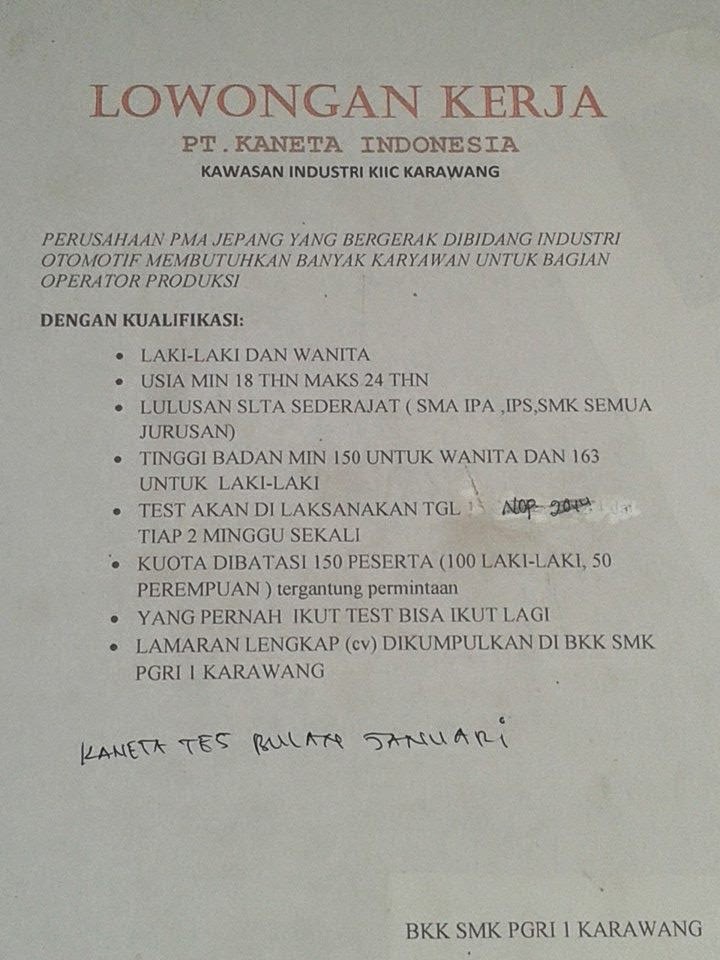 LOWONGAN KERJA
PT.KANETA INDONESIA
KAWASAN INDUSTRI KIIC KARAWANG
PERUSAHAAN PMA JEPANG YANG BERGERAK DIBIDANG INDUSTRI
OTOMOTIF MEMBUTUHKAN BANYAK KARYAWAN UNTUK BAGIAN
OPERATOR PRODUKSI
DENGAN KUALIFIKASI:
• LAKI-LAKI DAN WANITA
• USIA MIN 18 THN MAKS 24 THN
• LULUSAN SLTA SEDERAJAT ( SMA IPA ,IPS,SMK SEMUA
JURUSAN)
• TINGGI BADAN MIN 150 UNTUK WANITA DAN 163
UNTUK LAKI-LAKI
• TEST AKAN DI LAKSANAKAN TGL NOP 2014
TIAP 2 MINGGU SEKALI
• KUOTA DIBATASI 150 PESERTA (100 LAKI-LAKI, 50
PEREMPUAN ) tergantung permintaan
• YANG PERNAH IKUT TEST BISA IKUT LAGI
• LAMARAN LENGKAP (cv) DIKUMPULKAN DI BKK SMK
PGRI 1 KARAWANG
KANETA TES BULAN JANUARI
BKK SMK PGRI 1 KARAWANG